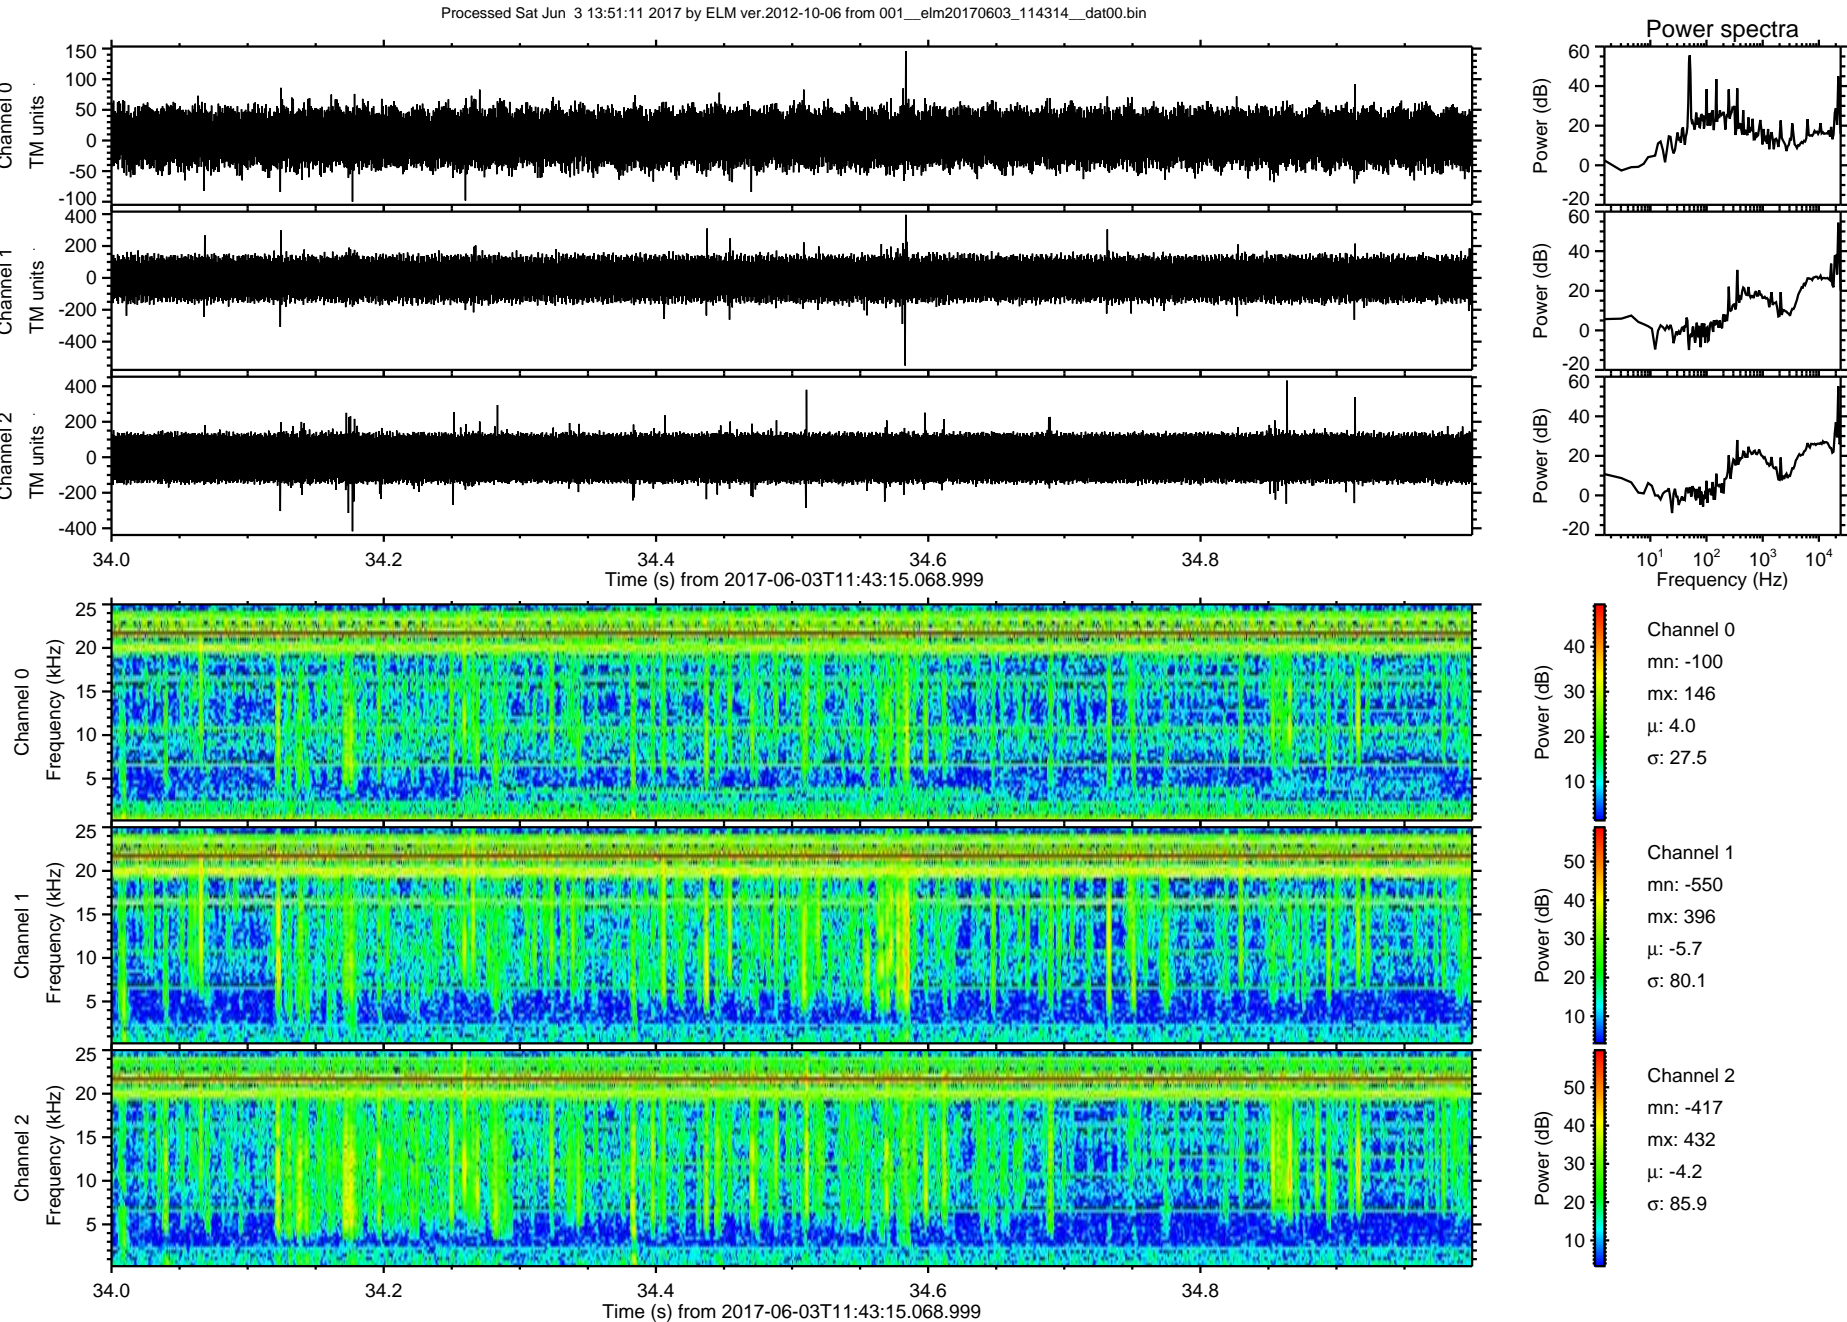 Processed Sat Jun  3 13:51:11 2017 by ELM ver.2012-10-06 from 001__elm20170603_114314__dat00.bin
Power spectra
Channel 0
TM units
150
100
50
0
-50
-100
Power (dB)
60
40
20
0
-20
Channel 1
TM units
400
200
0
-200
-400
Power (dB)
60
40
20
0
-20
Channel 2
TM units
400
200
0
-200
-400
Power (dB)
60
40
20
0
-20
34.0 34.2 34.4 34.6 34.8
Time (s) from 2017-06-03T11:43:15.068.999
10^1 10^2 10^3 10^4
Frequency (Hz)
Channel 0
Frequency (kHz)
25
20
15
10
5
Power (dB)
40
30
20
10
Channel 0
mn: -100
mx: 146
μ: 4.0
σ: 27.5
Channel 1
Frequency (kHz)
25
20
15
10
5
Power (dB)
50
40
30
20
10
Channel 1
mn: -550
mx: 396
μ: -5.7
σ: 80.1
Channel 2
Frequency (kHz)
25
20
15
10
5
Power (dB)
50
40
30
20
10
Channel 2
mn: -417
mx: 432
μ: -4.2
σ: 85.9
34.0 34.2 34.4 34.6 34.8
Time (s) from 2017-06-03T11:43:15.068.999